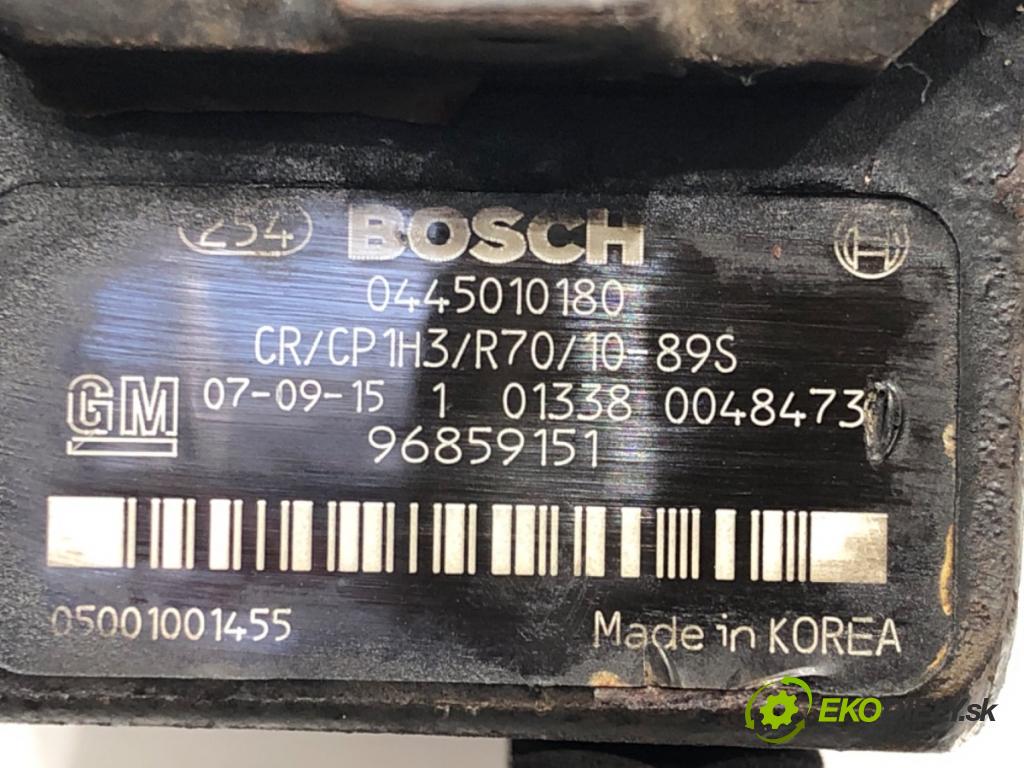 254 BOSCH
0445010180
CR/CP1H3/R70/10-89S
GM 07-09-15 1 01338 0048473
96859151
05001001455 Made in KOREA